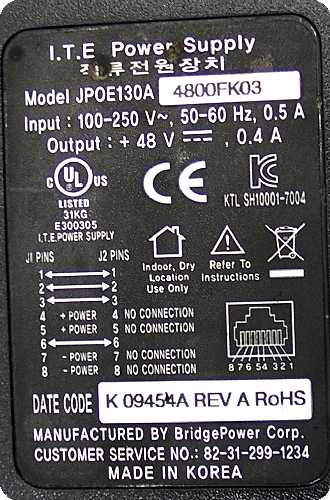 I.T.E Power Supply
직류전원장치
Model JPOE130A 4800FK03
Input : 100-250 V~, 50-60 Hz, 0.5 A
Output : + 48 V ⎓, 0.4 A
c UL US
LISTED
31KG
E300305
I.T.E.POWER SUPPLY
CE
KC
KTL SH10001-7004
Indoor, Dry
Location
Use Only
Refer To
Instructions
J1 PINS J2 PINS
1 1
2 2
3 3
4 + POWER 4 NO CONNECTION
5 + POWER 5 NO CONNECTION
6 6
7 - POWER 7 NO CONNECTION
8 - POWER 8 NO CONNECTION
8 7 6 5 4 3 2 1
DATE CODE K 09454A REV A RoHS
MANUFACTURED BY BridgePower Corp.
CUSTOMER SERVICE NO.: 82-31-299-1234
MADE IN KOREA